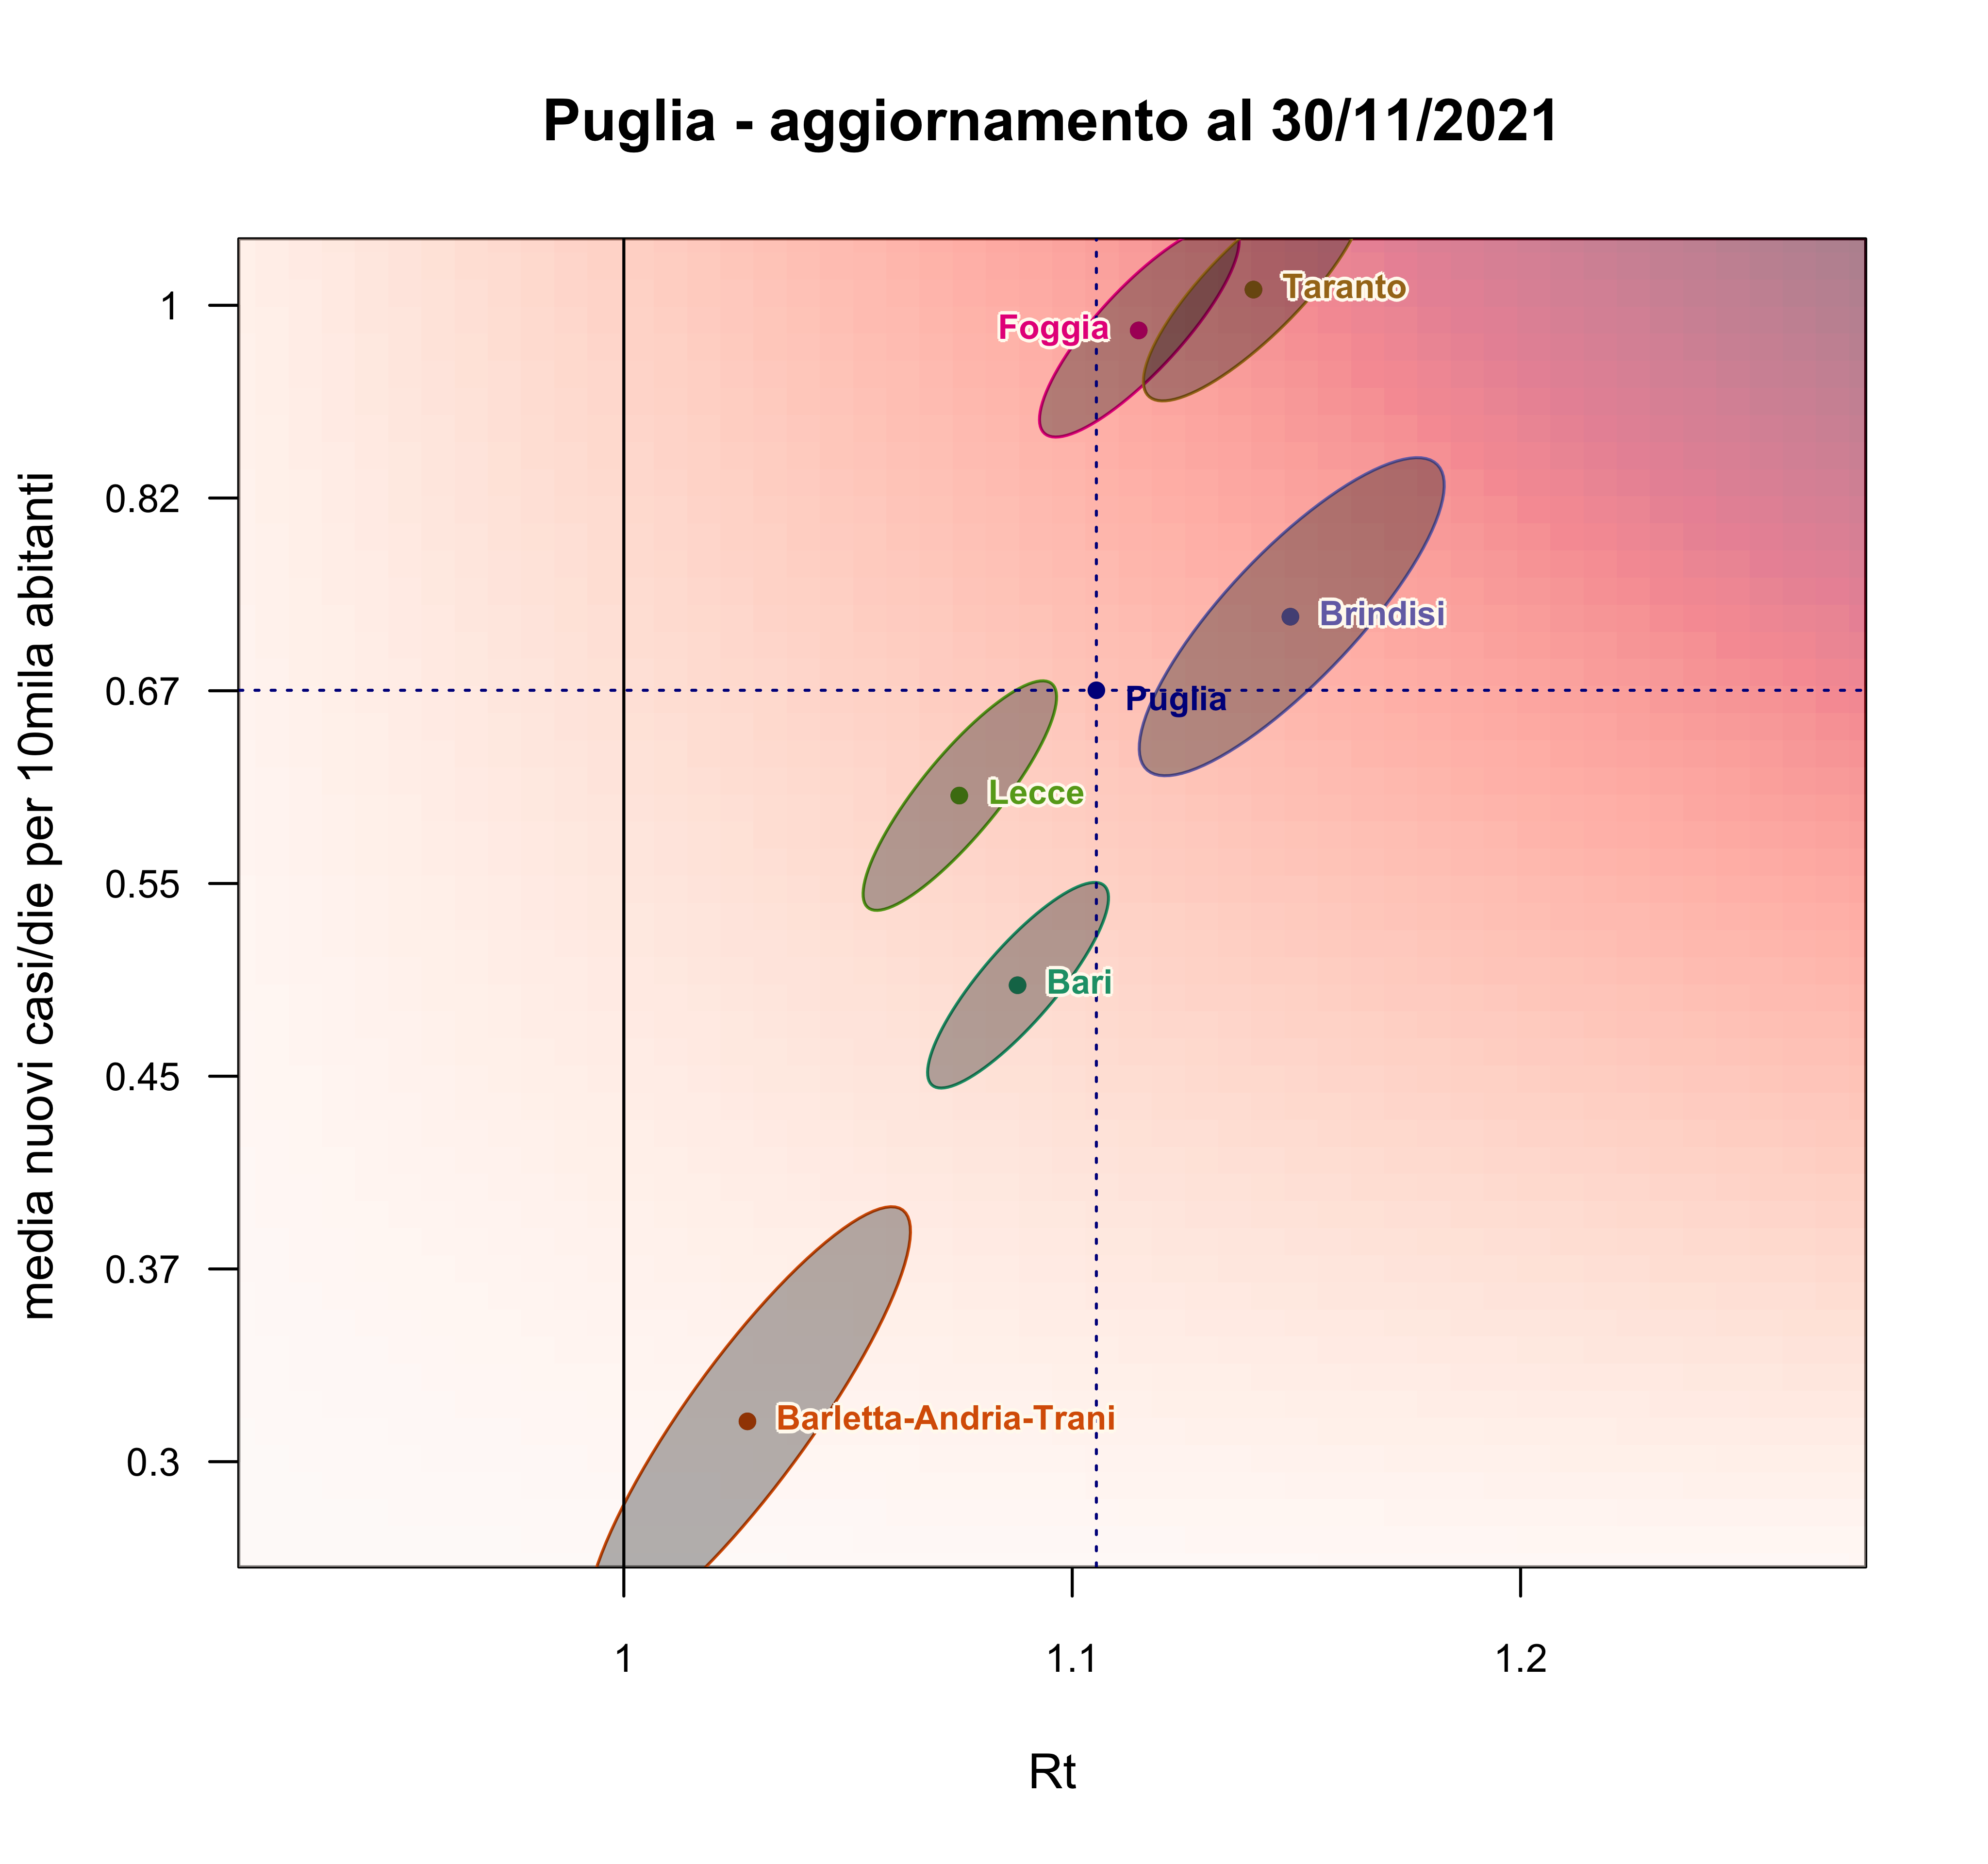 Puglia - aggiornamento al 30/11/2021
media nuovi casi/die per 10mila abitanti
1
0.82
0.67
0.55
0.45
0.37
0.3
Taranto
Foggia
Brindisi
Puglia
Lecce
Bari
Barletta-Andria-Trani
1
1.1
1.2
Rt